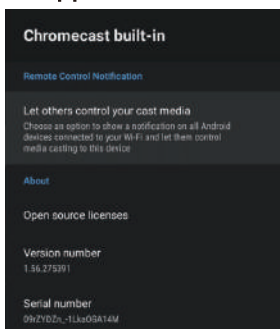 Chromecast built-in
Remote Control Notification
Let others control your cast media
Choose an option to show a notification on all Android
devices connected to your Wi-Fi and let them control
media casting to this device
About
Open source licenses
Version number
1.56.275391
Serial number